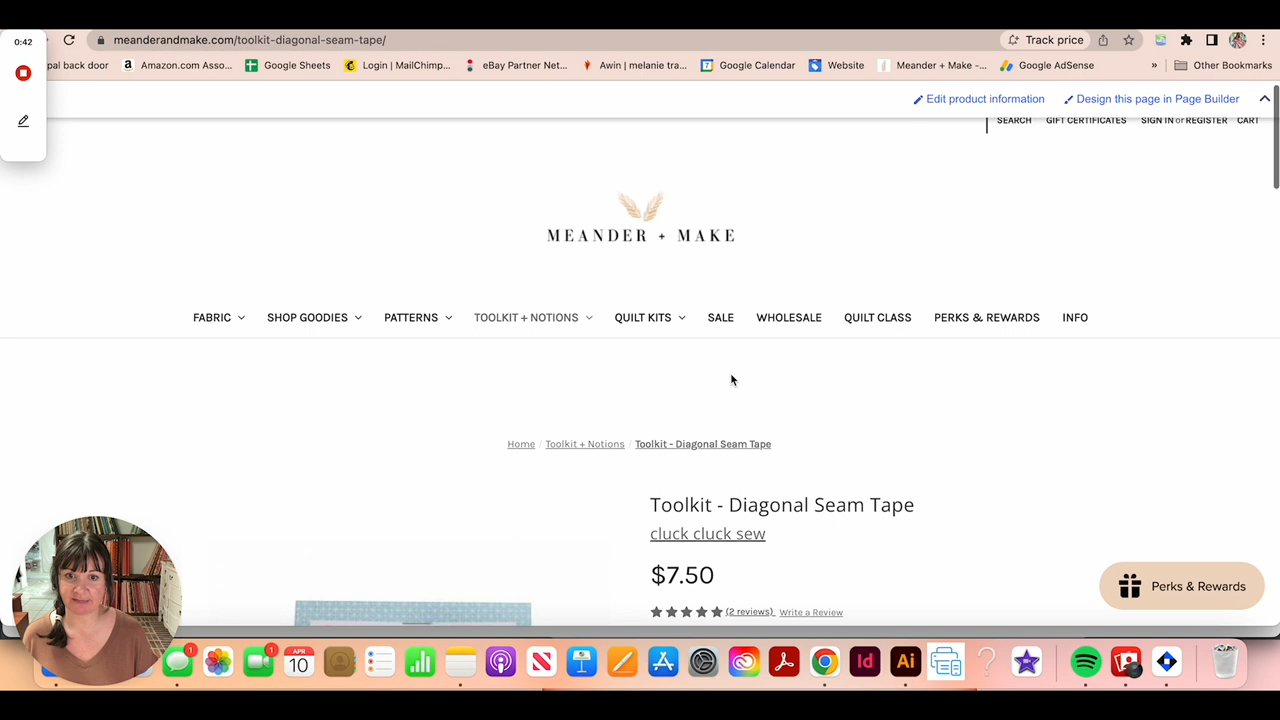 0:42
meanderandmake.com/toolkit-diagonal-seam-tape/
Track price
pal back door
Amazon.com Asso...
Google Sheets
Login | MailChimp...
eBay Partner Net...
Awin | melanie tra...
Google Calendar
Website
Meander + Make -...
Google AdSense
»
Other Bookmarks
Edit product information
Design this page in Page Builder
SEARCH
GIFT CERTIFICATES
SIGN IN or REGISTER
CART
MEANDER + MAKE
FABRIC
SHOP GOODIES
PATTERNS
TOOLKIT + NOTIONS
QUILT KITS
SALE
WHOLESALE
QUILT CLASS
PERKS & REWARDS
INFO
Home / Toolkit + Notions / Toolkit - Diagonal Seam Tape
Toolkit - Diagonal Seam Tape
cluck cluck sew
$7.50
(2 reviews) Write a Review
Perks & Rewards
1
1
APR
10
Id
Ai